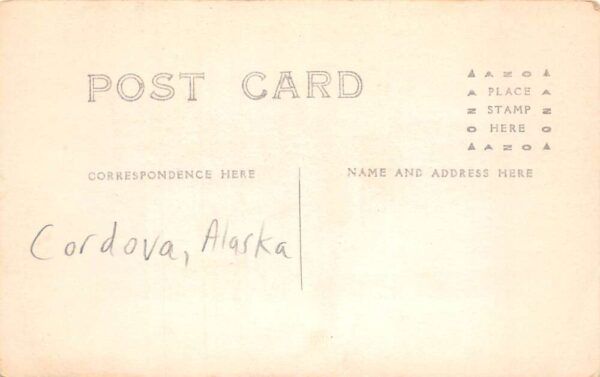 POST CARD
▲ A Z O ▲
A PLACE A
Z STAMP Z
O HERE O
▲ A Z O ▲
CORRESPONDENCE HERE
NAME AND ADDRESS HERE
Cordova, Alaska